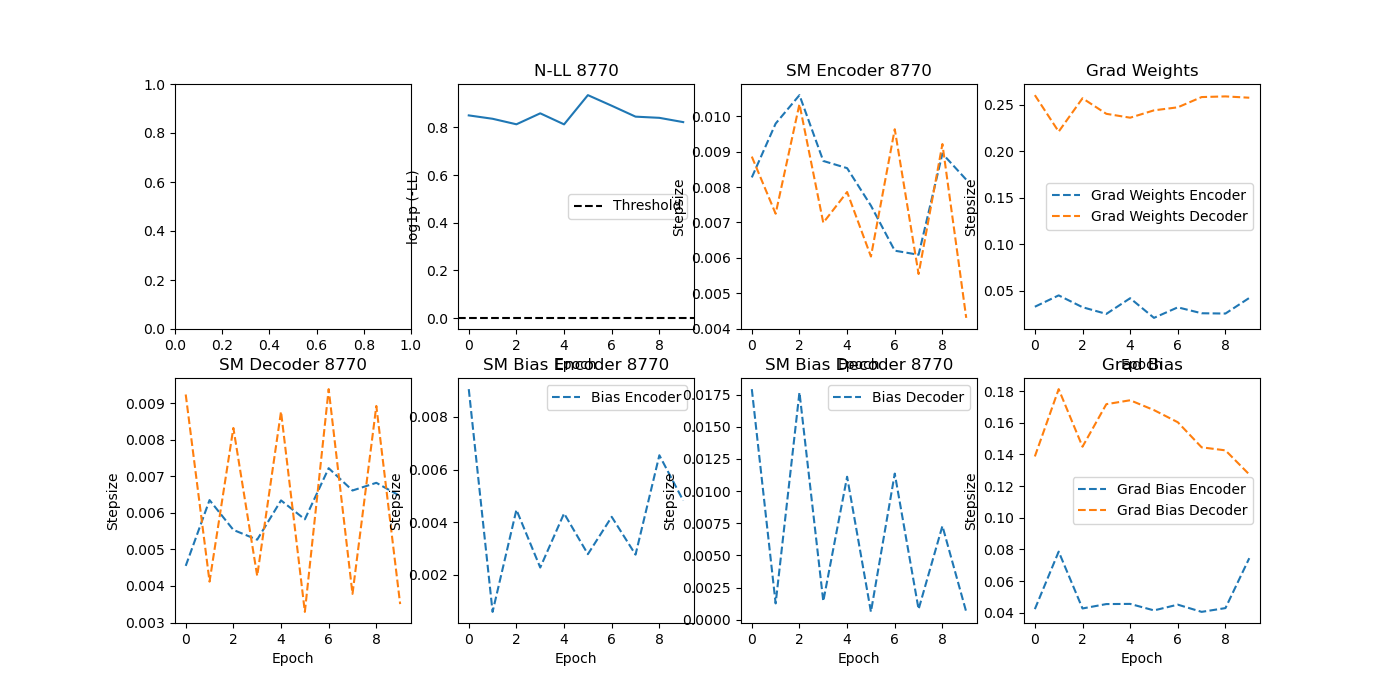 N-LL 8770
SM Encoder 8770
Grad Weights
1.0
0.8
0.6
0.4
0.2
0.0
0.0 0.2 0.4 0.6 0.8 1.0
log1p (-LL)
0.8
0.6
0.4
0.2
0.0
Threshold
0 2 4 6 8
Epoch
Stepsize
0.010
0.009
0.008
0.007
0.006
0.005
0.004
0 2 4 6 8
Epoch
Stepsize
0.25
0.20
0.15
0.10
0.05
Grad Weights Encoder
Grad Weights Decoder
0 2 4 6 8
Epoch
SM Decoder 8770
SM Bias Encoder 8770
SM Bias Decoder 8770
Grad Bias
Stepsize
0.009
0.008
0.007
0.006
0.005
0.004
0.003
0 2 4 6 8
Epoch
Stepsize
0.008
0.006
0.004
0.002
Bias Encoder
0 2 4 6 8
Epoch
Stepsize
0.0175
0.0150
0.0125
0.0100
0.0075
0.0050
0.0025
0.0000
Bias Decoder
0 2 4 6 8
Epoch
Stepsize
0.18
0.16
0.14
0.12
0.10
0.08
0.06
0.04
Grad Bias Encoder
Grad Bias Decoder
0 2 4 6 8
Epoch